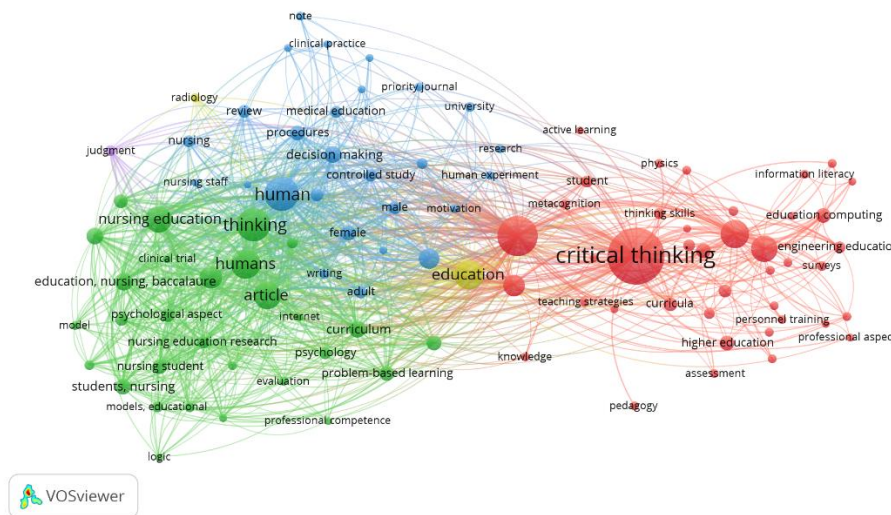 note
clinical practice
radiology
priority journal
review
medical education
university
procedures
active learning
judgment
nursing
decision making
research
physics
information literacy
nursing staff
controlled study
human experiment
student
human
metacognition
thinking skills
education computing
nursing education
thinking
male
motivation
female
critical thinking
engineering education
clinical trial
humans
writing
education
surveys
education, nursing, baccalaure
article
adult
teaching strategies
curricula
psychological aspect
internet
personnel training
model
curriculum
professional aspect
nursing education research
psychology
knowledge
higher education
nursing student
problem-based learning
assessment
students, nursing
evaluation
models, educational
professional competence
pedagogy
logic
VOSviewer